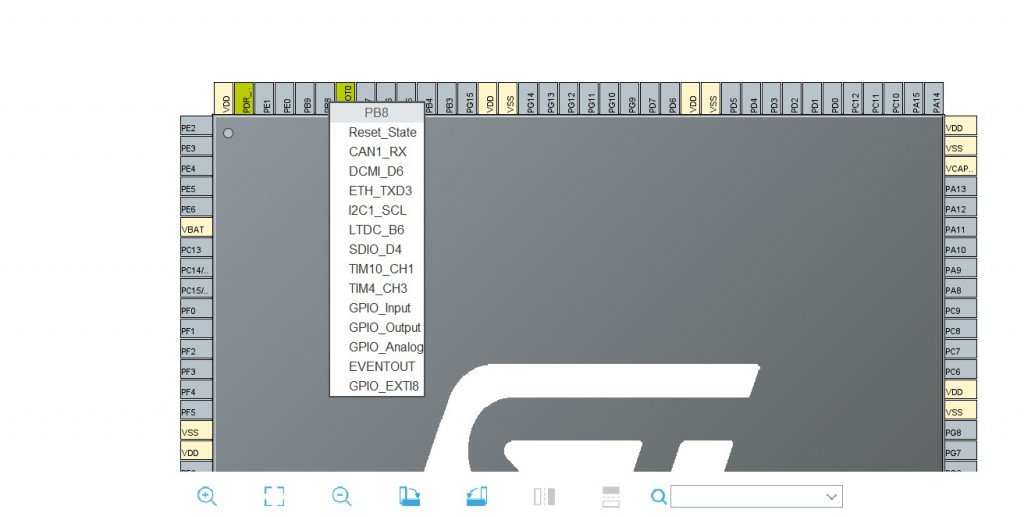 VDD
PDR_..
PE1
PE0
PB9
PB8
OT0
PB4
PB3
PG15
VDD
VSS
PG14
PG13
PG12
PG11
PG10
PG9
PD7
PD6
VDD
VSS
PD5
PD4
PD3
PD2
PD1
PD0
PC12
PC11
PC10
PA15
PA14
PE2
PE3
PE4
PE5
PE6
VBAT
PC13
PC14/..
PC15/..
PF0
PF1
PF2
PF3
PF4
PF5
VSS
VDD
PB8
Reset_State
CAN1_RX
DCMI_D6
ETH_TXD3
I2C1_SCL
LTDC_B6
SDIO_D4
TIM10_CH1
TIM4_CH3
GPIO_Input
GPIO_Output
GPIO_Analog
EVENTOUT
GPIO_EXTI8
VDD
VSS
VCAP..
PA13
PA12
PA11
PA10
PA9
PA8
PC9
PC8
PC7
PC6
VDD
VSS
PG8
PG7